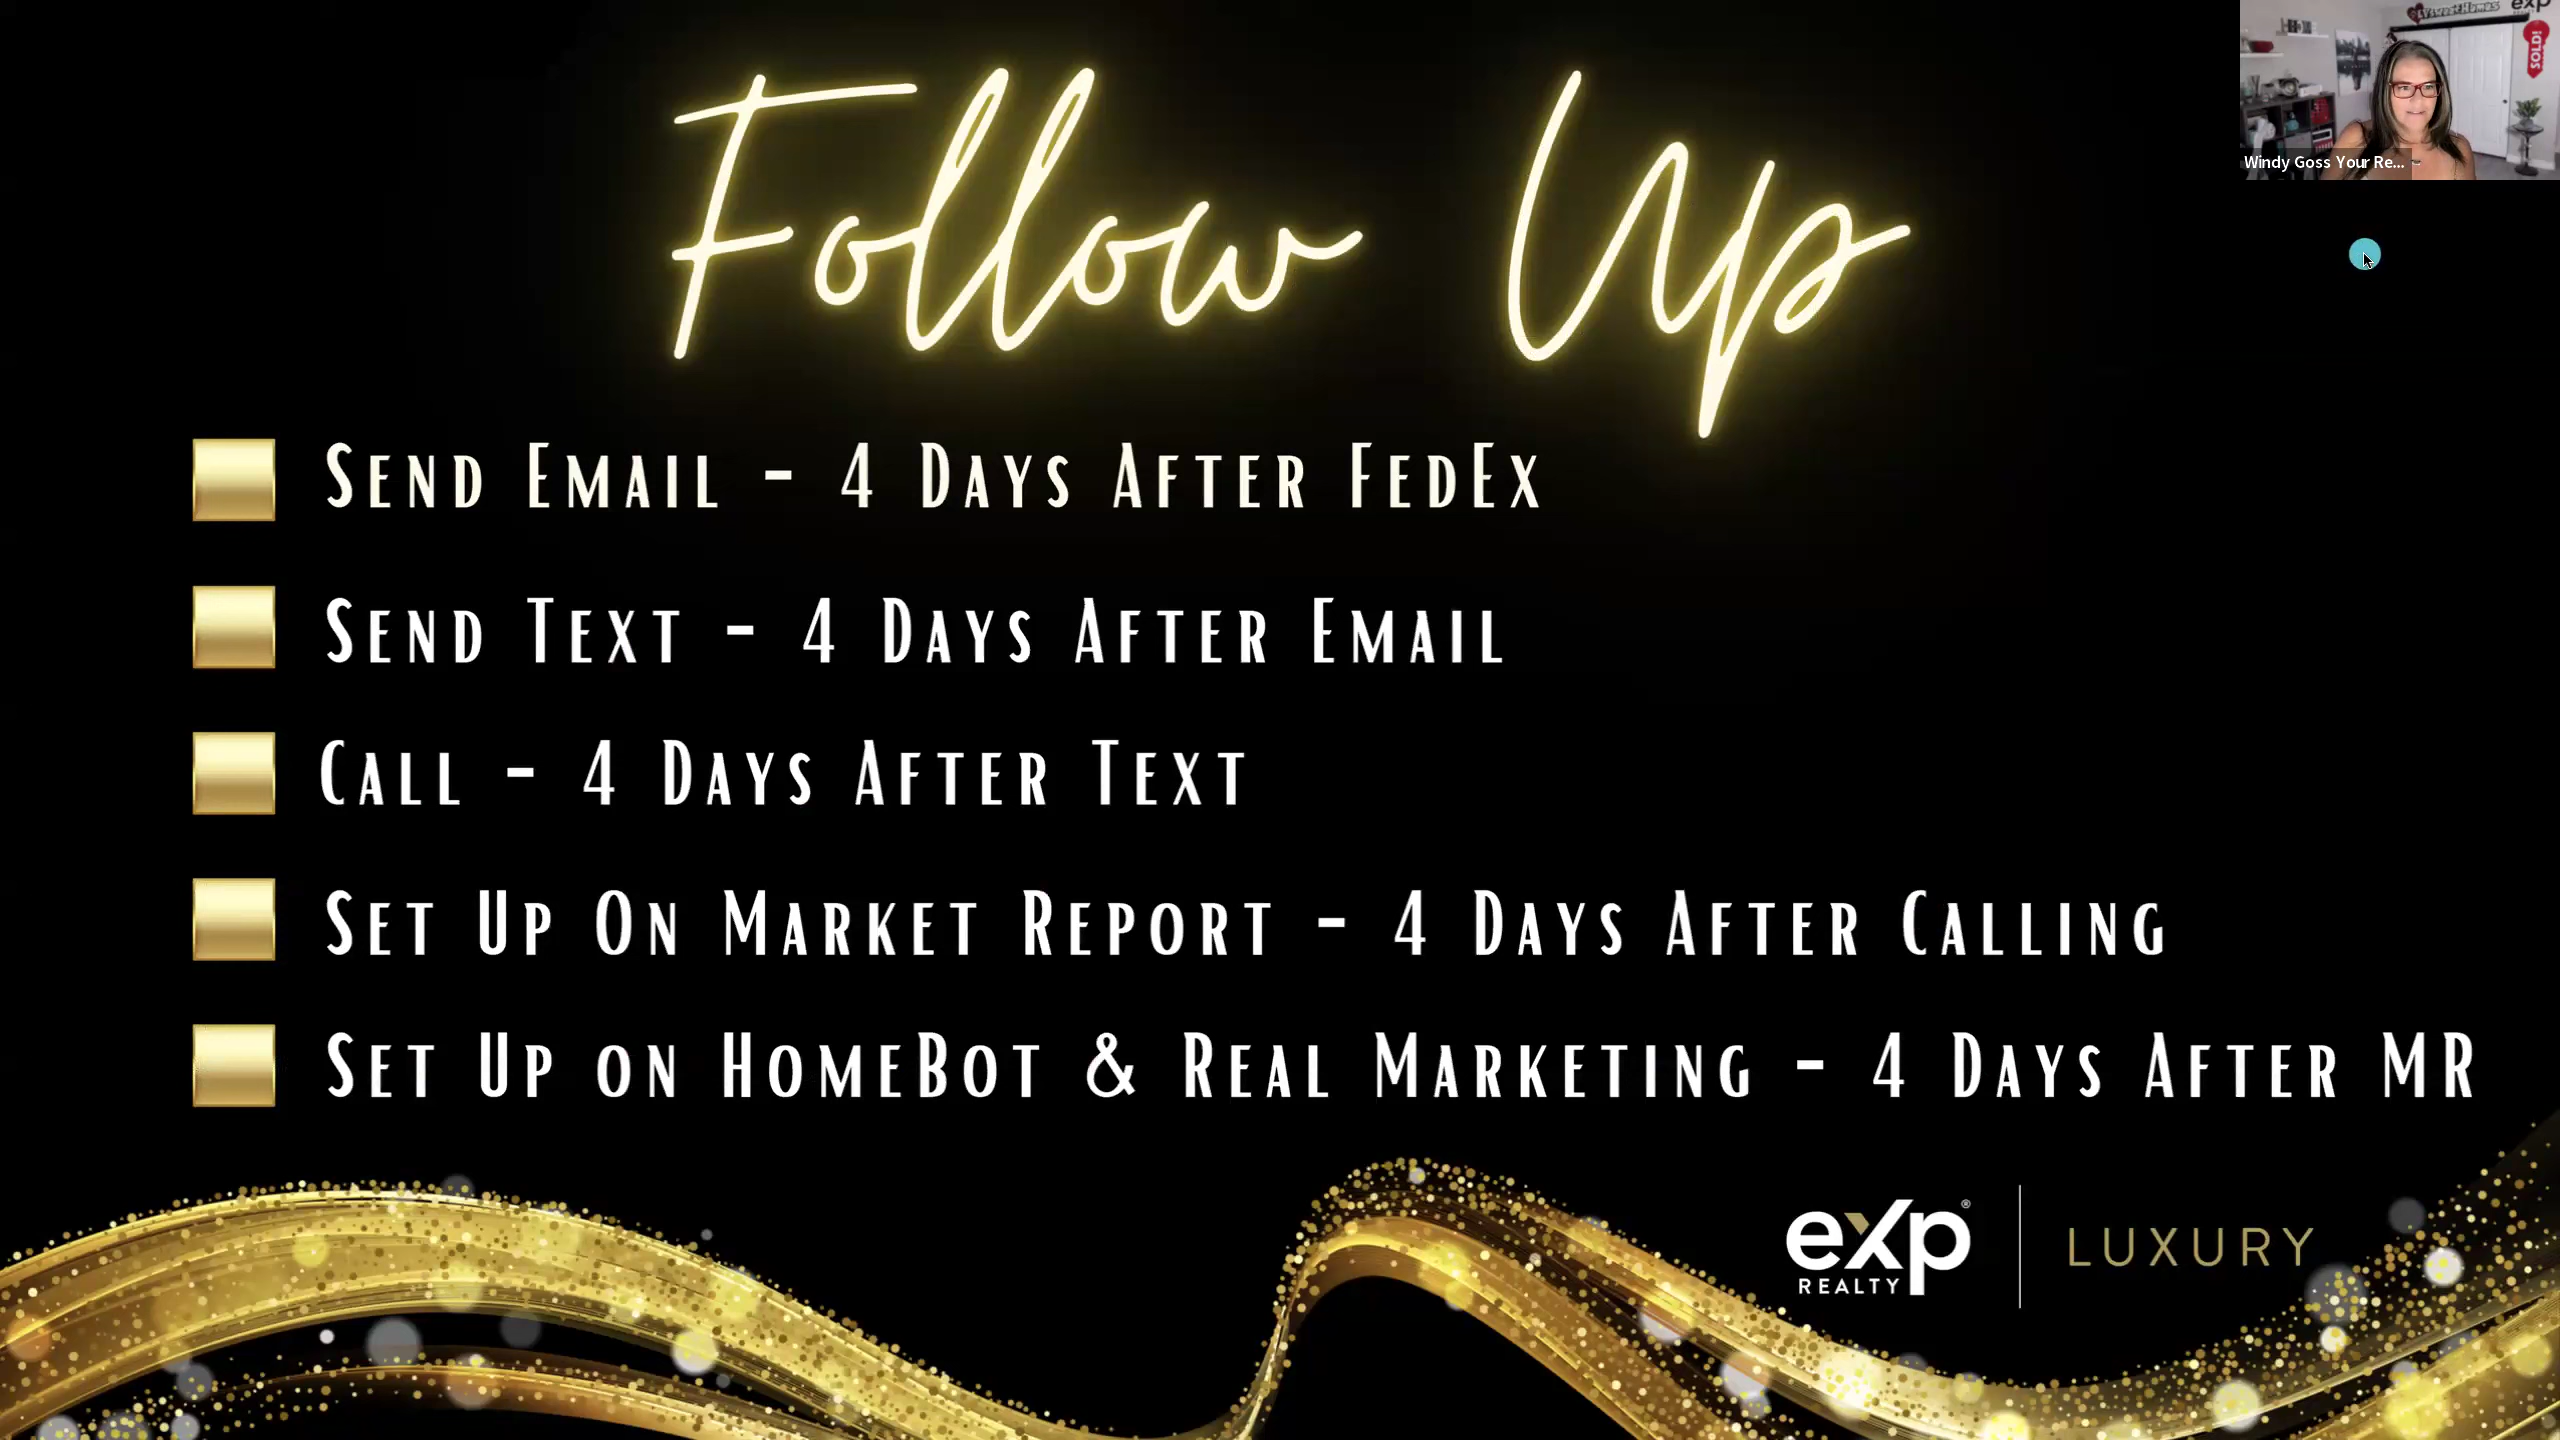 Follow Up
Send Email - 4 Days After FedEx
Send Text - 4 Days After Email
Call - 4 Days After Text
Set Up On Market Report - 4 Days After Calling
Set Up on HomeBot & Real Marketing - 4 Days After MR
eXp®
REALTY
LUXURY
exp
SOLD!
Windy Goss Your Re...